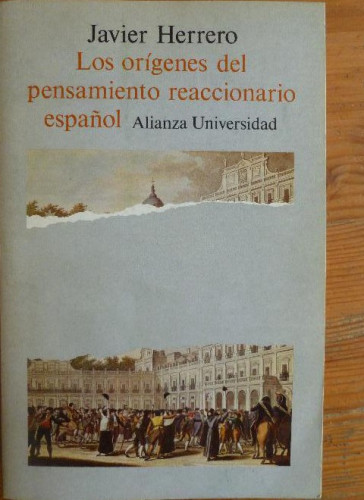 Javier Herrero
Los orígenes del
pensamiento reaccionario
español Alianza Universidad